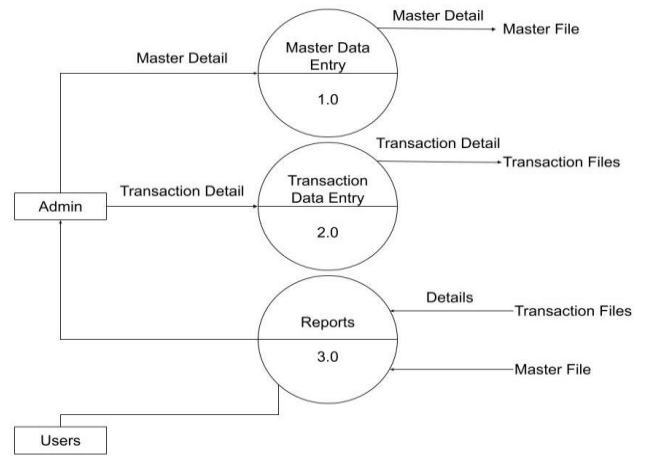 Master Detail
Master File
Master Detail
Master Data
Entry
1.0
Transaction Detail
Transaction Files
Transaction Detail
Transaction
Data Entry
2.0
Admin
Details
Transaction Files
Reports
3.0
Master File
Users